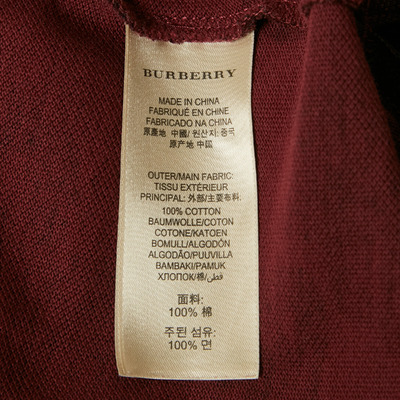 BURBERRY
MADE IN CHINA
FABRIQUÉ EN CHINE
FABRICADO NA CHINA
原產地 中國/ 원산지: 중국
原产地 中国
OUTER/MAIN FABRIC:
TISSU EXTÉRIEUR
PRINCIPAL: 外部/主要布料:
100% COTTON
BAUMWOLLE/COTON
COTONE/KATOEN
BOMULL/ALGODÓN
ALGODÃO/PUUVILLA
BAMBAKI/PAMUK
ХЛОПОК/棉/قطن
面料:
100% 棉
주된 섬유:
100% 면